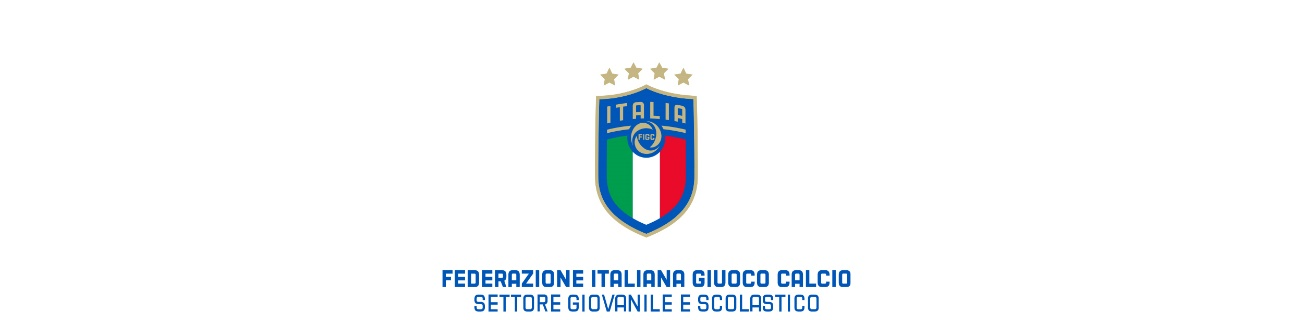 ITALIA
FIGC
FEDERAZIONE ITALIANA GIUOCO CALCIO
SETTORE GIOVANILE E SCOLASTICO